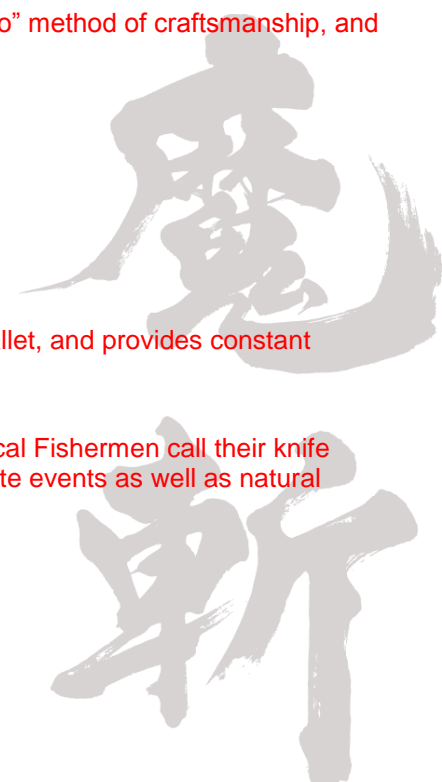 o” method of craftsmanship, and
魔
llet, and provides constant
cal Fishermen call their knife
te events as well as natural
斬